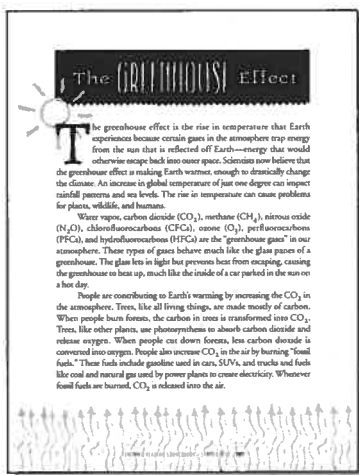 The GREENHOUSE Effect
The greenhouse effect is the rise in temperature that Earth
experiences because certain gases in the atmosphere trap energy
from the sun that is reflected off Earth—energy that would
otherwise escape back into outer space. Scientists now believe that
the greenhouse effect is making Earth warmer, enough to drastically change
the climate. An increase in global temperature of just one degree can impact
rainfall patterns and sea levels. The rise in temperature can cause problems
for plants, wildlife, and humans.
Water vapor, carbon dioxide (CO₂), methane (CH₄), nitrous oxide
(N₂O), chlorofluorocarbons (CFCs), ozone (O₃), perfluorocarbons
(PFCs), and hydrofluorocarbons (HFCs) are the "greenhouse gases" in our
atmosphere. These types of gases behave much like the glass panes of a
greenhouse. The glass lets in light but prevents heat from escaping, causing
the greenhouse to heat up, much like the inside of a car parked in the sun on
a hot day.
People are contributing to Earth's warming by increasing the CO₂ in
the atmosphere. Trees, like all living things, are made mostly of carbon.
When people burn forests, the carbon in trees is transformed into CO₂.
Trees, like other plants, use photosynthesis to absorb carbon dioxide and
release oxygen. When people cut down forests, less carbon dioxide is
converted into oxygen. People also increase CO₂ in the air by burning "fossil
fuels." These fuels include gasoline used in cars, SUVs, and trucks and fuels
like coal and natural gas used by power plants to create electricity. Whenever
fossil fuels are burned, CO₂ is released into the air.